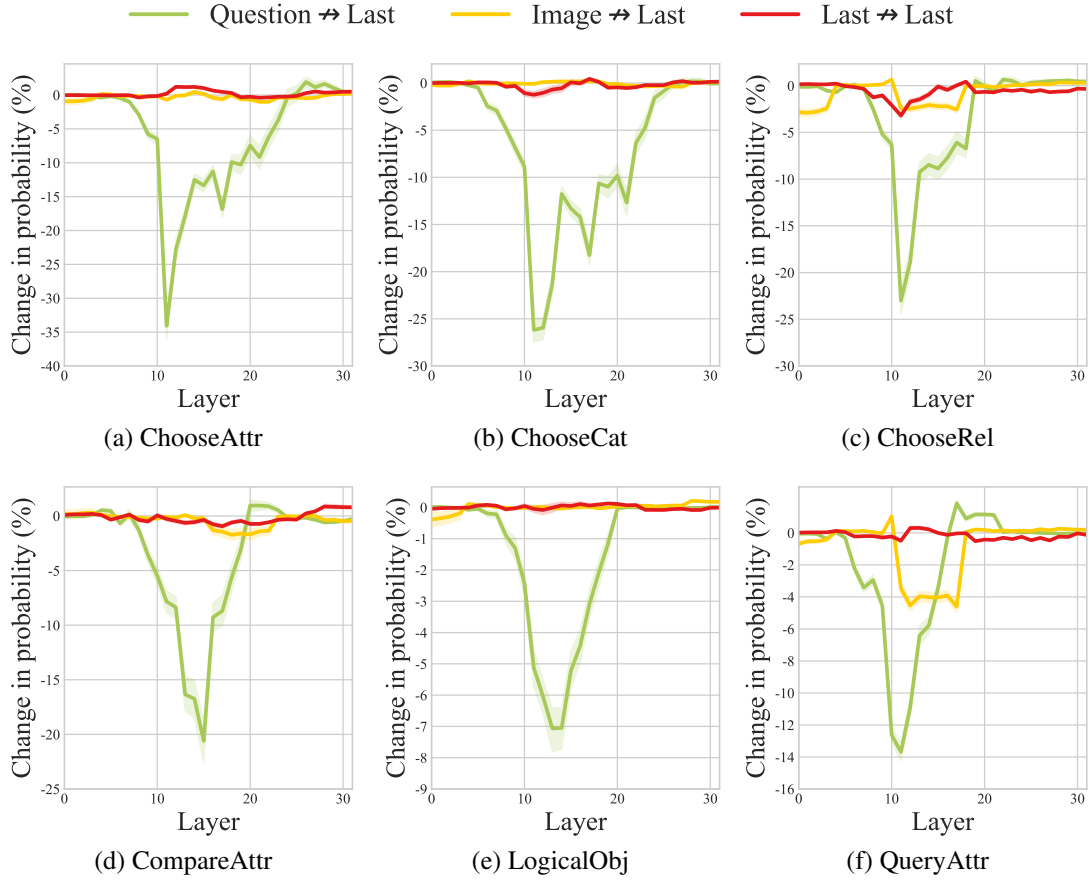 Question ↛ Last Image ↛ Last Last ↛ Last
Change in probability (%)
0
-5
-10
-15
-20
-25
-30
-35
-40
0 10 20 30
Layer
(a) ChooseAttr
Change in probability (%)
0
-5
-10
-15
-20
-25
-30
0 10 20 30
Layer
(b) ChooseCat
Change in probability (%)
0
-5
-10
-15
-20
-25
-30
0 10 20 30
Layer
(c) ChooseRel
Change in probability (%)
0
-5
-10
-15
-20
-25
0 10 20 30
Layer
(d) CompareAttr
Change in probability (%)
0
-1
-2
-3
-4
-5
-6
-7
-8
-9
0 10 20 30
Layer
(e) LogicalObj
Change in probability (%)
2
0
-2
-4
-6
-8
-10
-12
-14
-16
0 10 20 30
Layer
(f) QueryAttr